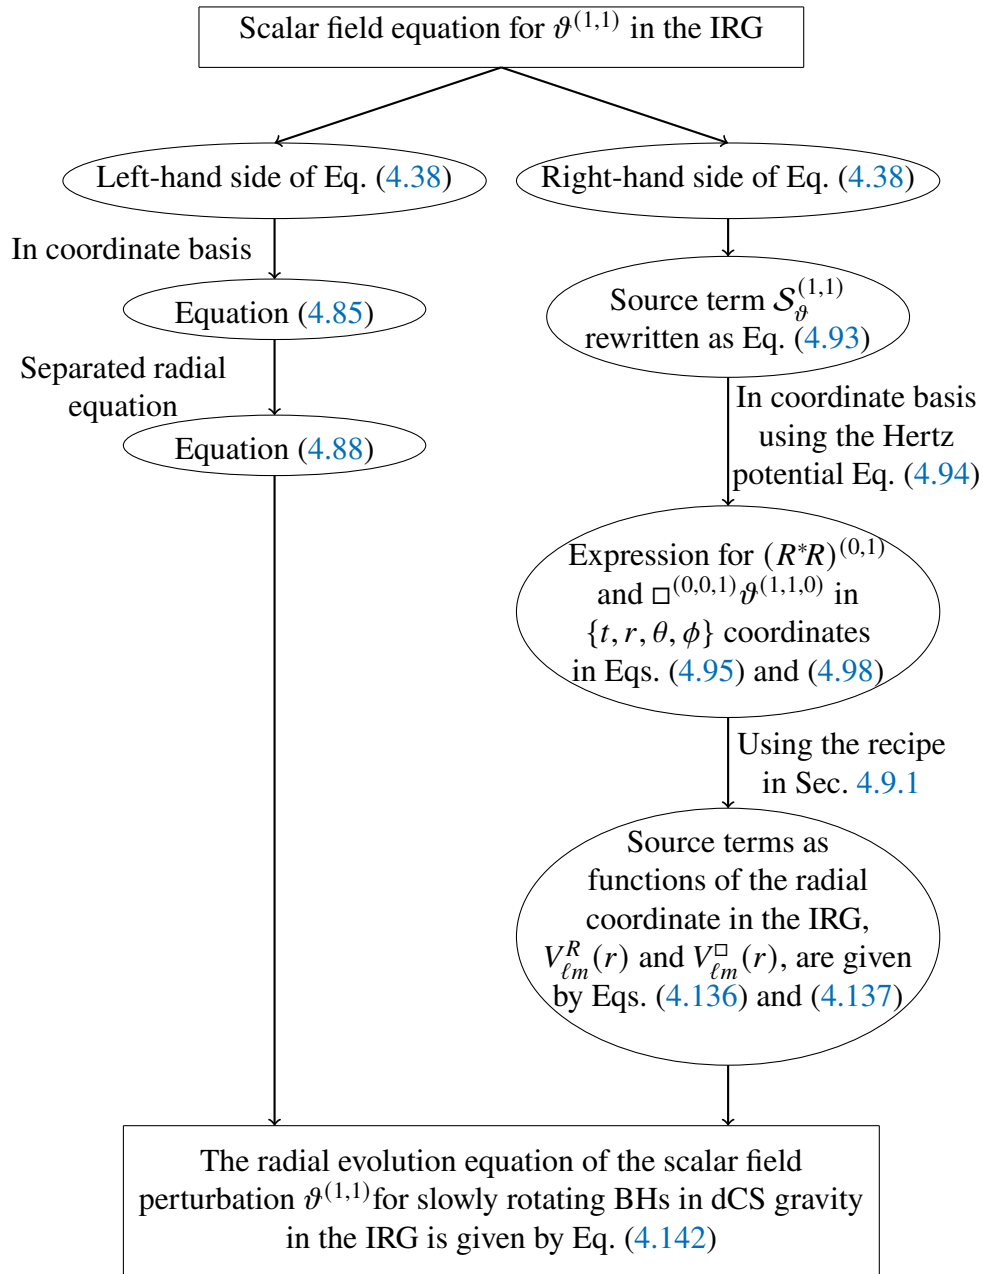 Scalar field equation for 𝜗^(1,1) in the IRG
Left-hand side of Eq. (4.38)
In coordinate basis
Equation (4.85)
Separated radial
equation
Equation (4.88)
Right-hand side of Eq. (4.38)
Source term 𝒮_𝜗^(1,1)
rewritten as Eq. (4.93)
In coordinate basis
using the Hertz
potential Eq. (4.94)
Expression for (R*R)^(0,1)
and □^(0,0,1)𝜗^(1,1,0) in
{t, r, θ, ϕ} coordinates
in Eqs. (4.95) and (4.98)
Using the recipe
in Sec. 4.9.1
Source terms as
functions of the radial
coordinate in the IRG,
V_ℓm^R(r) and V_ℓm^□(r), are given
by Eqs. (4.136) and (4.137)
The radial evolution equation of the scalar field
perturbation 𝜗^(1,1) for slowly rotating BHs in dCS gravity
in the IRG is given by Eq. (4.142)